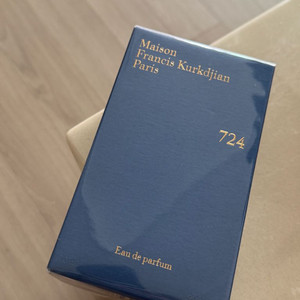 Maison
Francis Kurkdjian
Paris
724
Eau de parfum